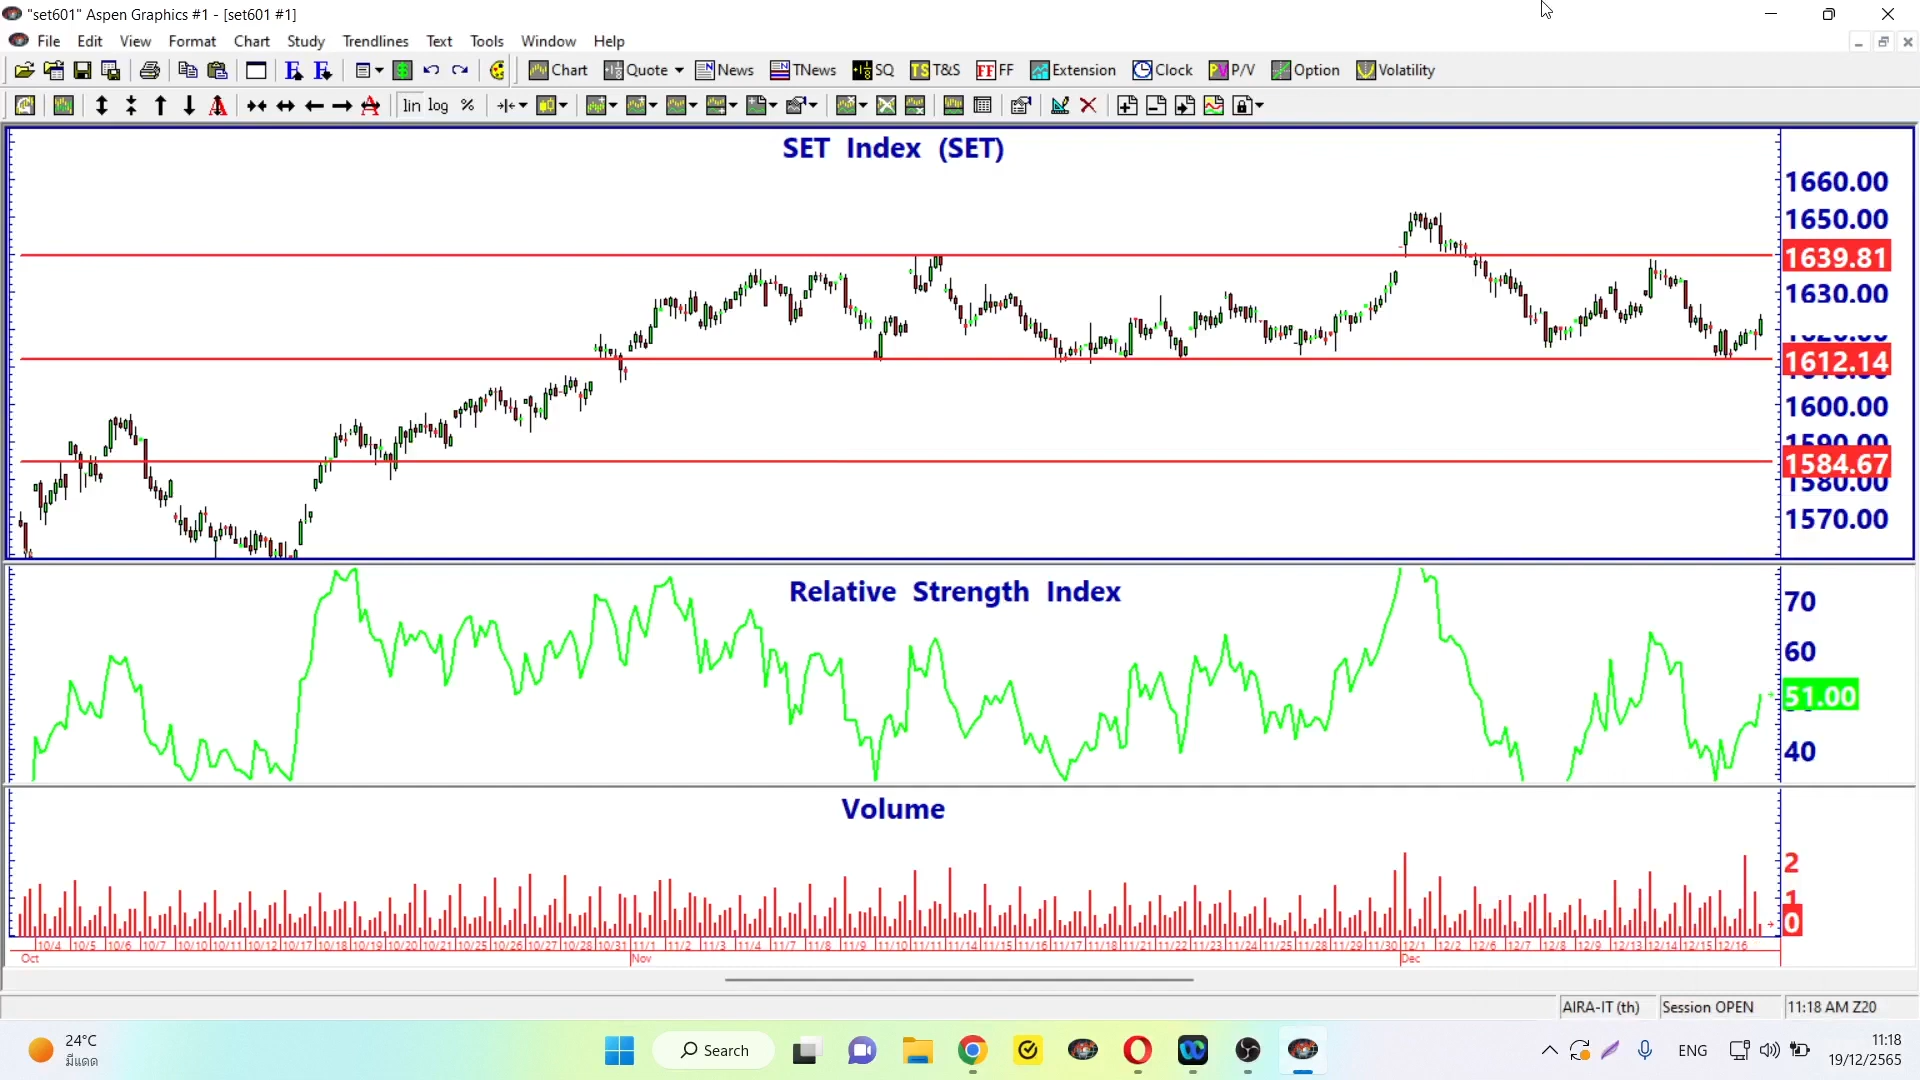 "set601" Aspen Graphics #1 - [set601 #1]
File Edit View Format Chart Study Trendlines Text Tools Window Help
Chart Quote News TNews SQ TS T&S FF FF Extension Clock PV P/V Option Volatility
lin log %
SET Index (SET)
1660.00
1650.00
1639.81
1630.00
1612.14
1600.00
1584.67
1580.00
1570.00
Relative Strength Index
70
60
51.00
40
Volume
2
1
0
10/4 10/5 10/6 10/7 10/10 10/11 10/12 10/17 10/18 10/19 10/20 10/21 10/25 10/26 10/27 10/28 10/31 11/1 11/2 11/3 11/4 11/7 11/8 11/9 11/10 11/11 11/14 11/15 11/16 11/17 11/18 11/21 11/22 11/23 11/24 11/25 11/28 11/29 11/30 12/1 12/2 12/6 12/7 12/8 12/9 12/13 12/14 12/15 12/16
Oct Nov Dec
AIRA-IT (th) Session OPEN 11:18 AM Z20
24°C
มีแดด
Search
ENG
11:18
19/12/2565